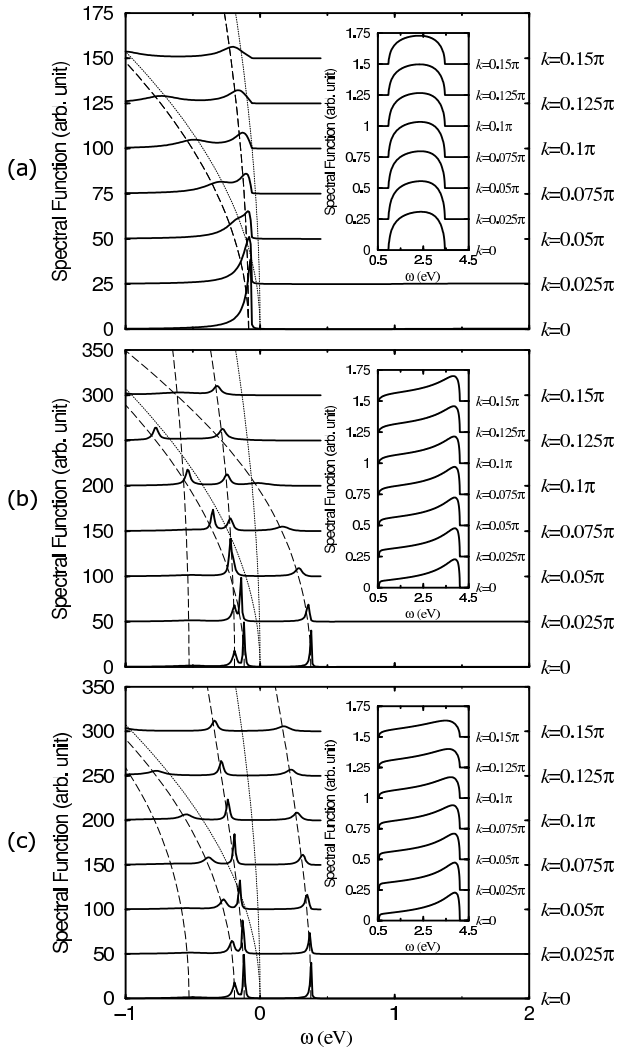 (a)
Spectral Function (arb. unit)
175
150
125
100
75
50
25
0
k=0.15π
k=0.125π
k=0.1π
k=0.075π
k=0.05π
k=0.025π
k=0
Spectral Function (arb. unit)
1.75
1.5
1.25
1
0.75
0.5
0.25
0
k=0.15π
k=0.125π
k=0.1π
k=0.075π
k=0.05π
k=0.025π
k=0
0.5 2.5 4.5
ω (eV)
(b)
Spectral Function (arb. unit)
350
300
250
200
150
100
50
0
k=0.15π
k=0.125π
k=0.1π
k=0.075π
k=0.05π
k=0.025π
k=0
Spectral Function (arb. unit)
1.75
1.5
1.25
1
0.75
0.5
0.25
0
k=0.15π
k=0.125π
k=0.1π
k=0.075π
k=0.05π
k=0.025π
k=0
0.5 2.5 4.5
ω (eV)
(c)
Spectral Function (arb. unit)
350
300
250
200
150
100
50
0
k=0.15π
k=0.125π
k=0.1π
k=0.075π
k=0.05π
k=0.025π
k=0
Spectral Function (arb. unit)
1.75
1.5
1.25
1
0.75
0.5
0.25
0
k=0.15π
k=0.125π
k=0.1π
k=0.075π
k=0.05π
k=0.025π
k=0
0.5 2.5 4.5
ω (eV)
−1 0 1 2
ω (eV)